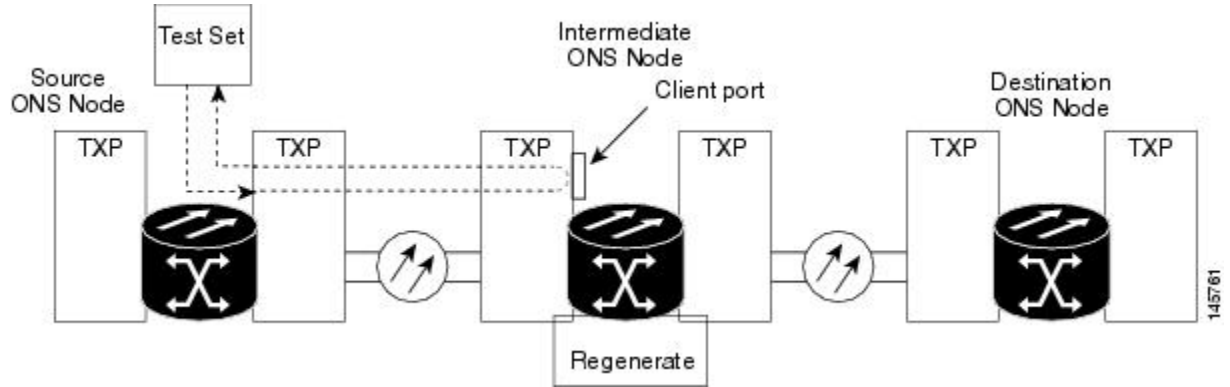 Test Set
Source
ONS Node
Intermediate
ONS Node
Client port
Destination
ONS Node
TXP
TXP
TXP
TXP
TXP
TXP
Regenerate
145761